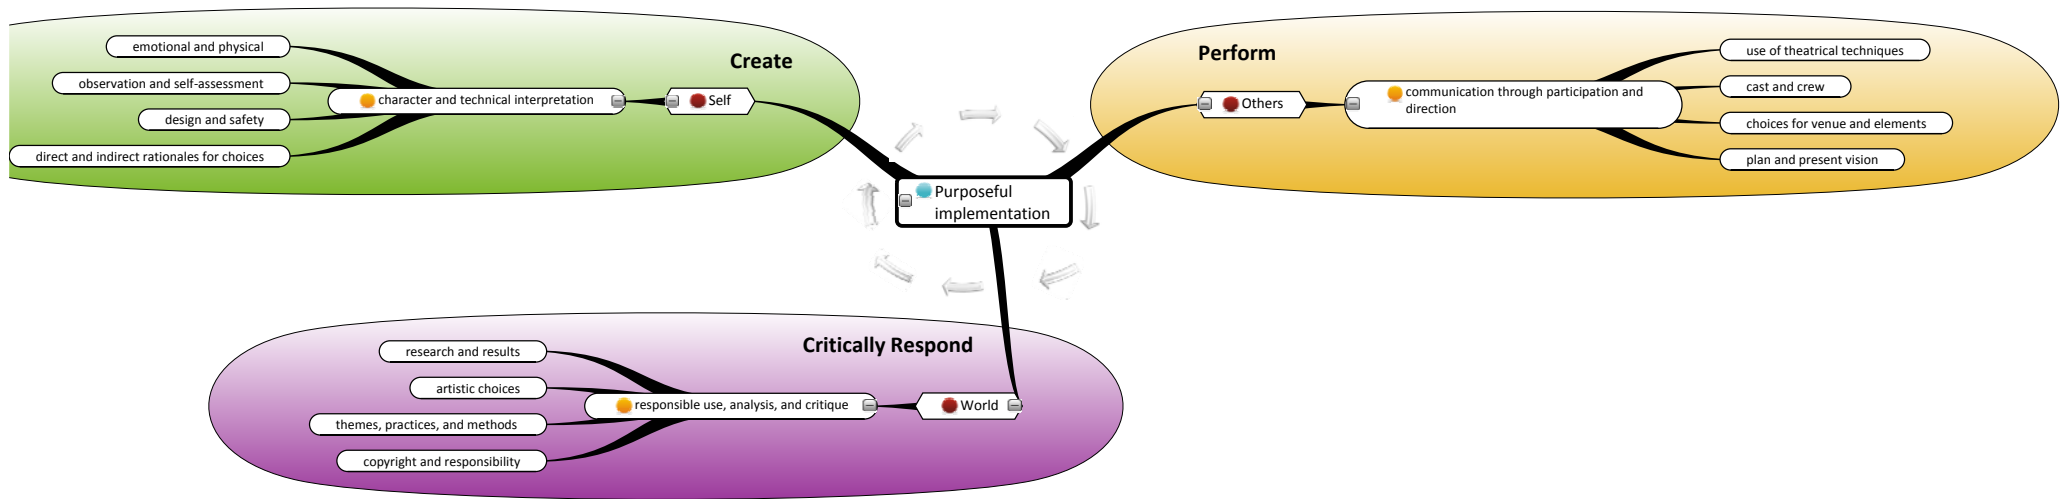 Create
emotional and physical
observation and self-assessment
design and safety
direct and indirect rationales for choices
character and technical interpretation
Self
Purposeful
implementation
Perform
Others
communication through participation and
direction
use of theatrical techniques
cast and crew
choices for venue and elements
plan and present vision
Critically Respond
research and results
artistic choices
themes, practices, and methods
copyright and responsibility
responsible use, analysis, and critique
World